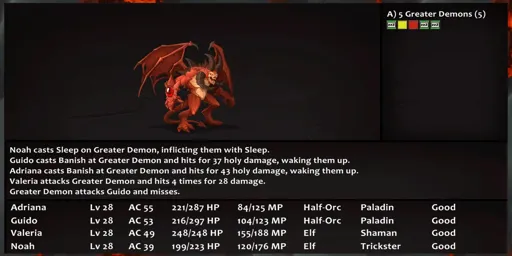 A) 5 Greater Demons (5)
Noah casts Sleep on Greater Demon, inflicting them with Sleep.
Guido casts Banish at Greater Demon and hits for 37 holy damage, waking them up.
Adriana casts Banish at Greater Demon and hits for 43 holy damage, waking them up.
Valeria attacks Greater Demon and hits 4 times for 28 damage.
Greater Demon attacks Guido and misses.
Adriana Lv 28 AC 55 221/287 HP 84/125 MP Half-Orc Paladin Good
Guido Lv 28 AC 53 216/297 HP 104/123 MP Half-Orc Paladin Good
Valeria Lv 28 AC 49 248/248 HP 155/188 MP Elf Shaman Good
Noah Lv 28 AC 39 199/223 HP 120/176 MP Elf Trickster Good